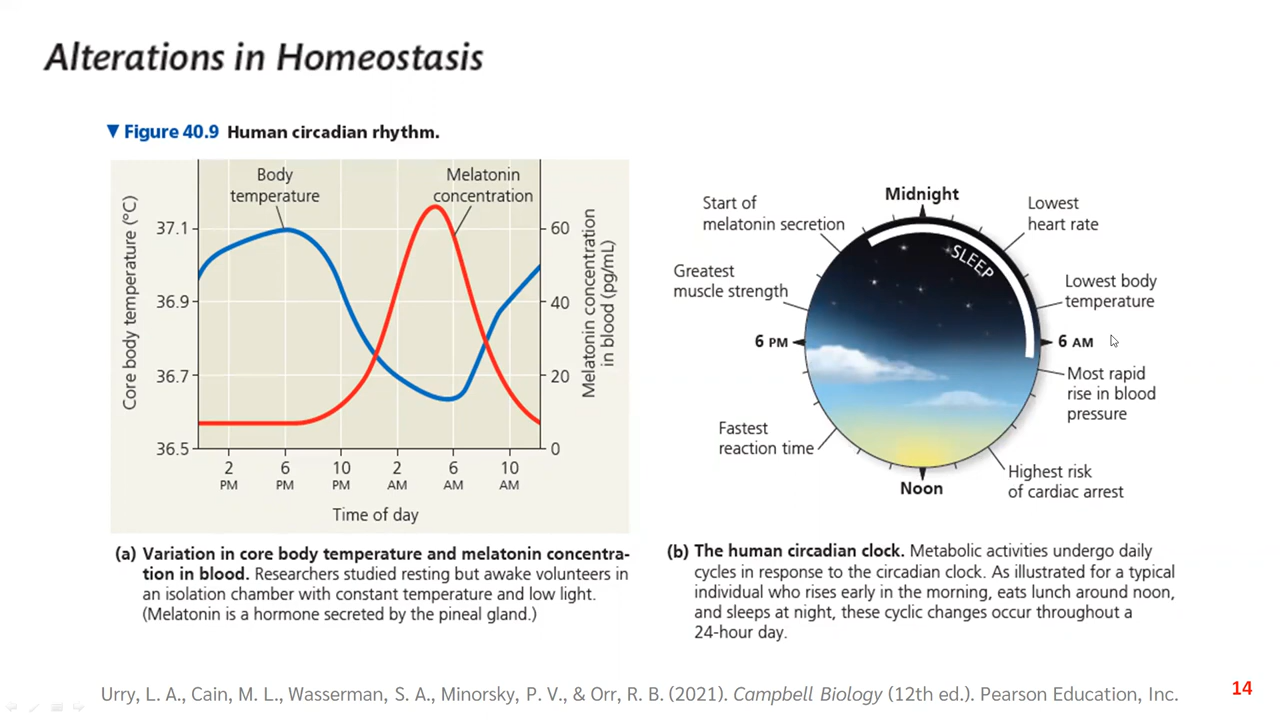 Alterations in Homeostasis
▼ Figure 40.9 Human circadian rhythm.
Body
temperature
Melatonin
concentration
Core body temperature (°C)
37.1
36.9
36.7
36.5
Melatonin concentration
in blood (pg/mL)
60
40
20
0
2
PM
6
PM
10
PM
2
AM
6
AM
10
AM
Time of day
(a) Variation in core body temperature and melatonin concentra-
tion in blood. Researchers studied resting but awake volunteers in
an isolation chamber with constant temperature and low light.
(Melatonin is a hormone secreted by the pineal gland.)
Midnight
Start of
melatonin secretion
Lowest
heart rate
SLEEP
Greatest
muscle strength
Lowest body
temperature
6 PM
6 AM
Most rapid
rise in blood
pressure
Fastest
reaction time
Highest risk
of cardiac arrest
Noon
(b) The human circadian clock. Metabolic activities undergo daily
cycles in response to the circadian clock. As illustrated for a typical
individual who rises early in the morning, eats lunch around noon,
and sleeps at night, these cyclic changes occur throughout a
24-hour day.
Urry, L. A., Cain, M. L., Wasserman, S. A., Minorsky, P. V., & Orr, R. B. (2021). Campbell Biology (12th ed.). Pearson Education, Inc.
14